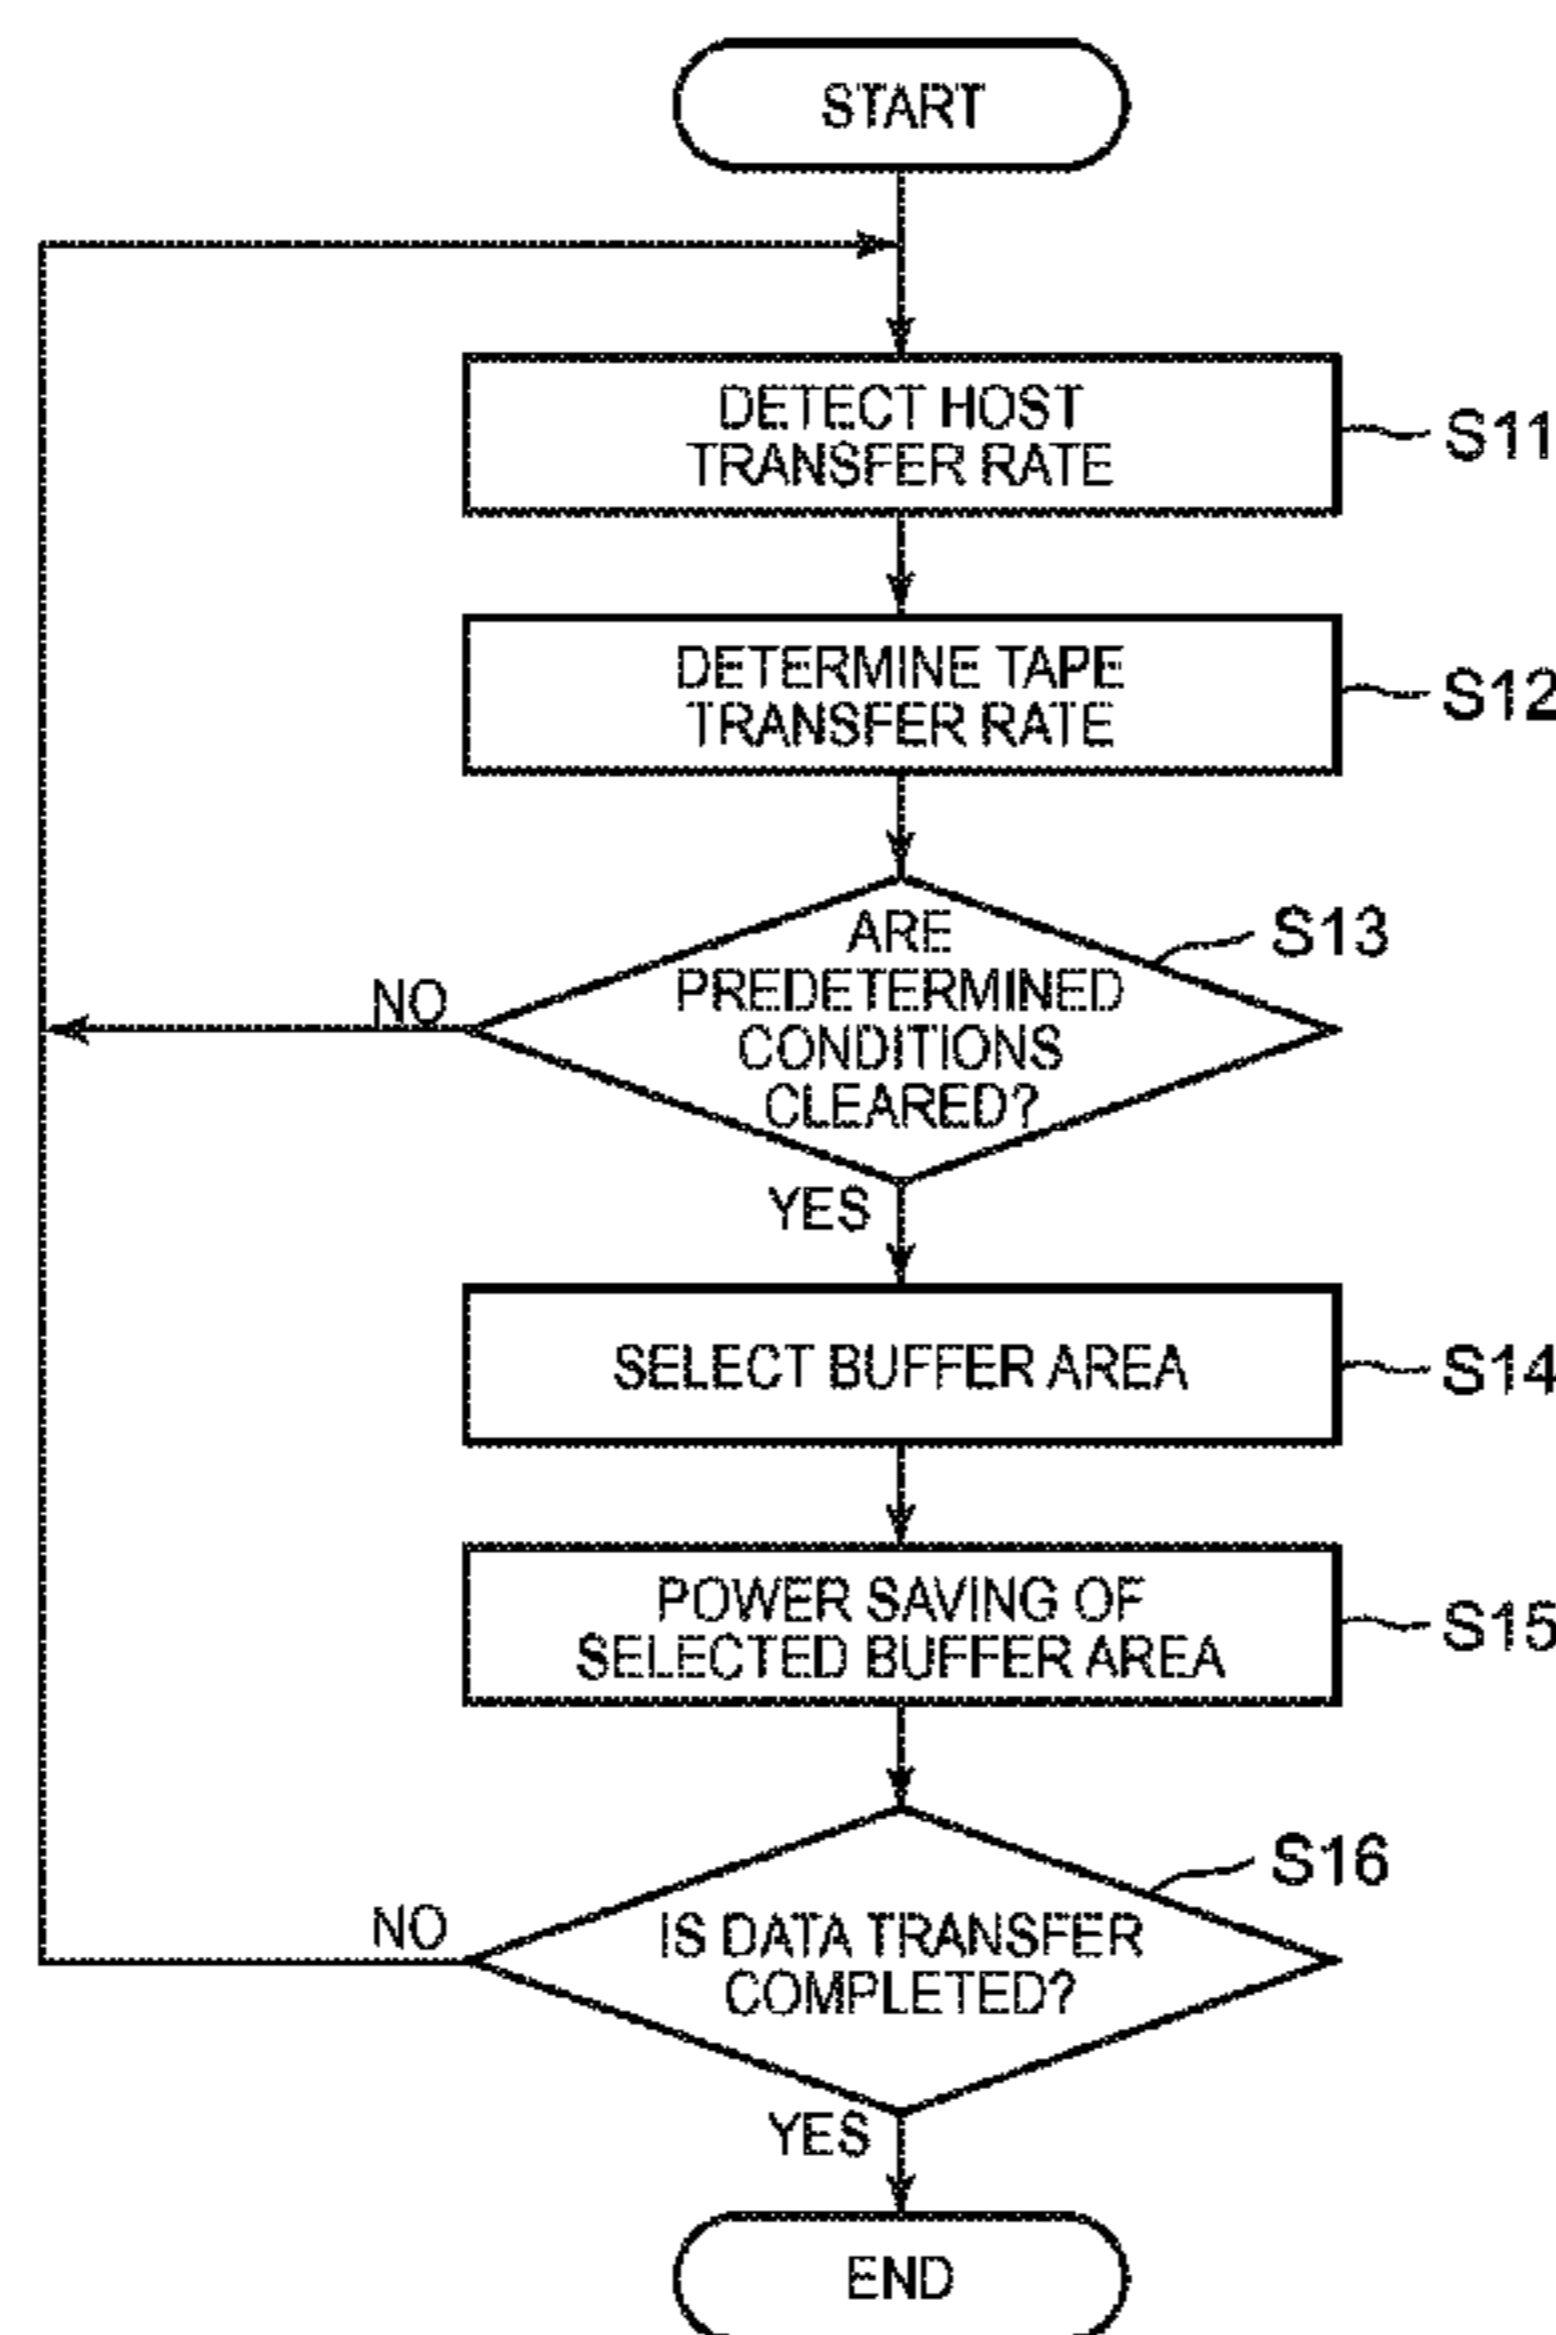 START
DETECT HOST
TRANSFER RATE
S11
DETERMINE TAPE
TRANSFER RATE
S12
ARE
PREDETERMINED
CONDITIONS
CLEARED?
S13
NO
YES
SELECT BUFFER AREA
S14
POWER SAVING OF
SELECTED BUFFER AREA
S15
IS DATA TRANSFER
COMPLETED?
S16
NO
YES
END